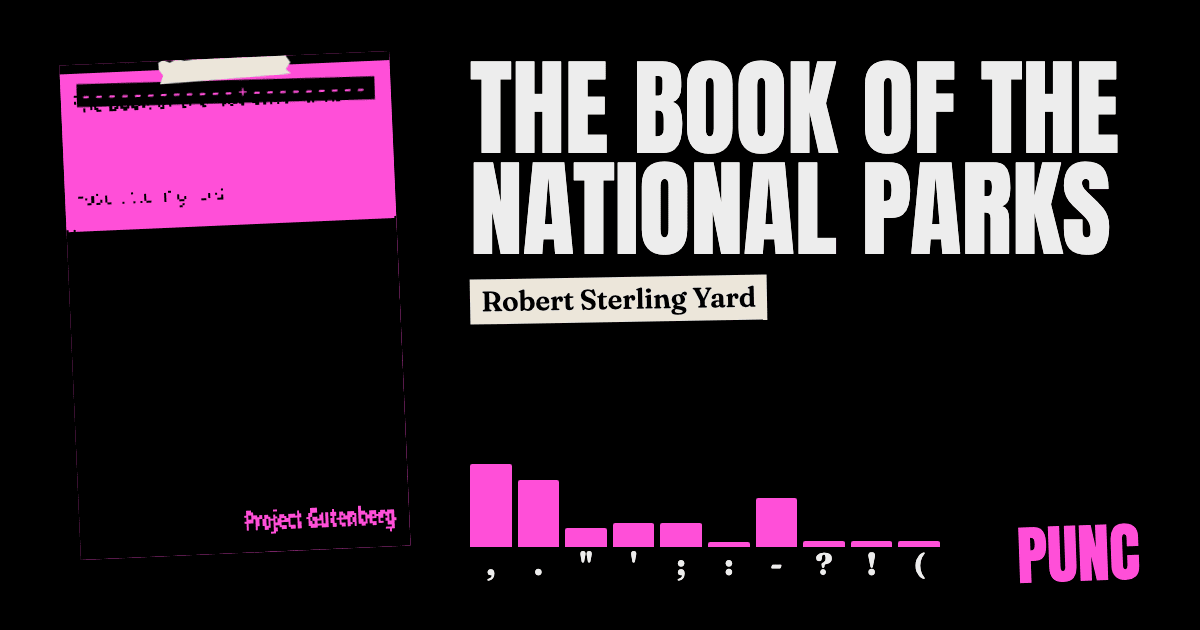 THE BOOK OF THE
NATIONAL PARKS
Robert Sterling Yard
Project Gutenberg
, . " ' ; : - ? ! (
PUNC